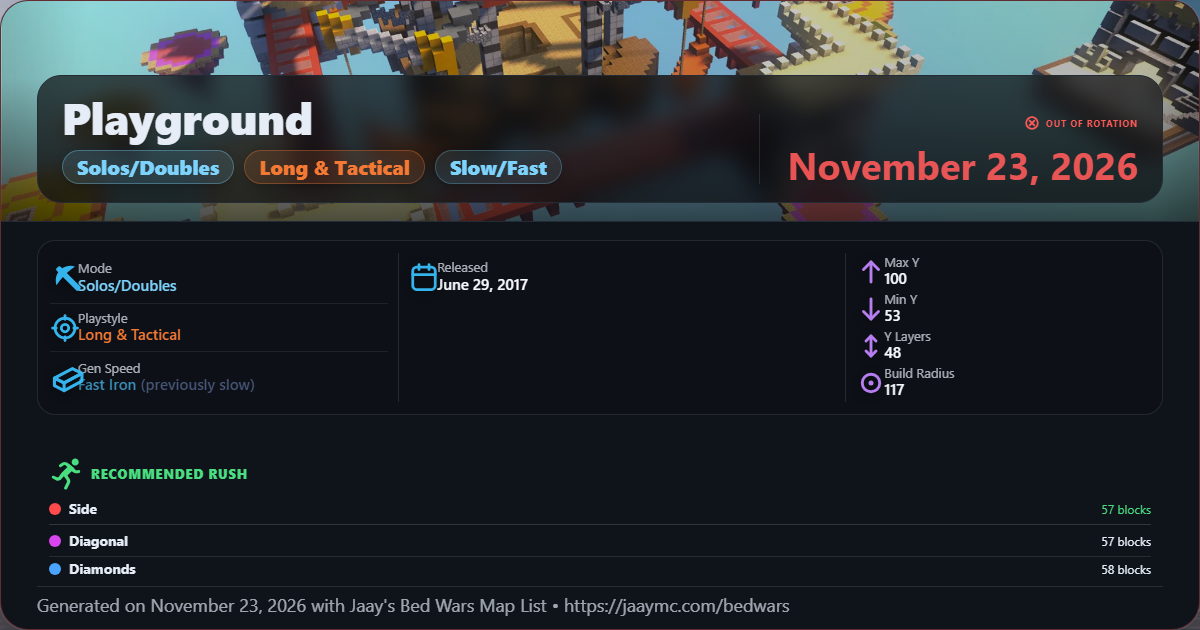 Playground
Solos/Doubles
Long & Tactical
Slow/Fast
OUT OF ROTATION
November 23, 2026
Mode
Solos/Doubles
Playstyle
Long & Tactical
Gen Speed
Fast Iron (previously slow)
Released
June 29, 2017
Max Y
100
Min Y
53
Y Layers
48
Build Radius
117
RECOMMENDED RUSH
Side 57 blocks
Diagonal 57 blocks
Diamonds 58 blocks
Generated on November 23, 2026 with Jaay's Bed Wars Map List • https://jaaymc.com/bedwars